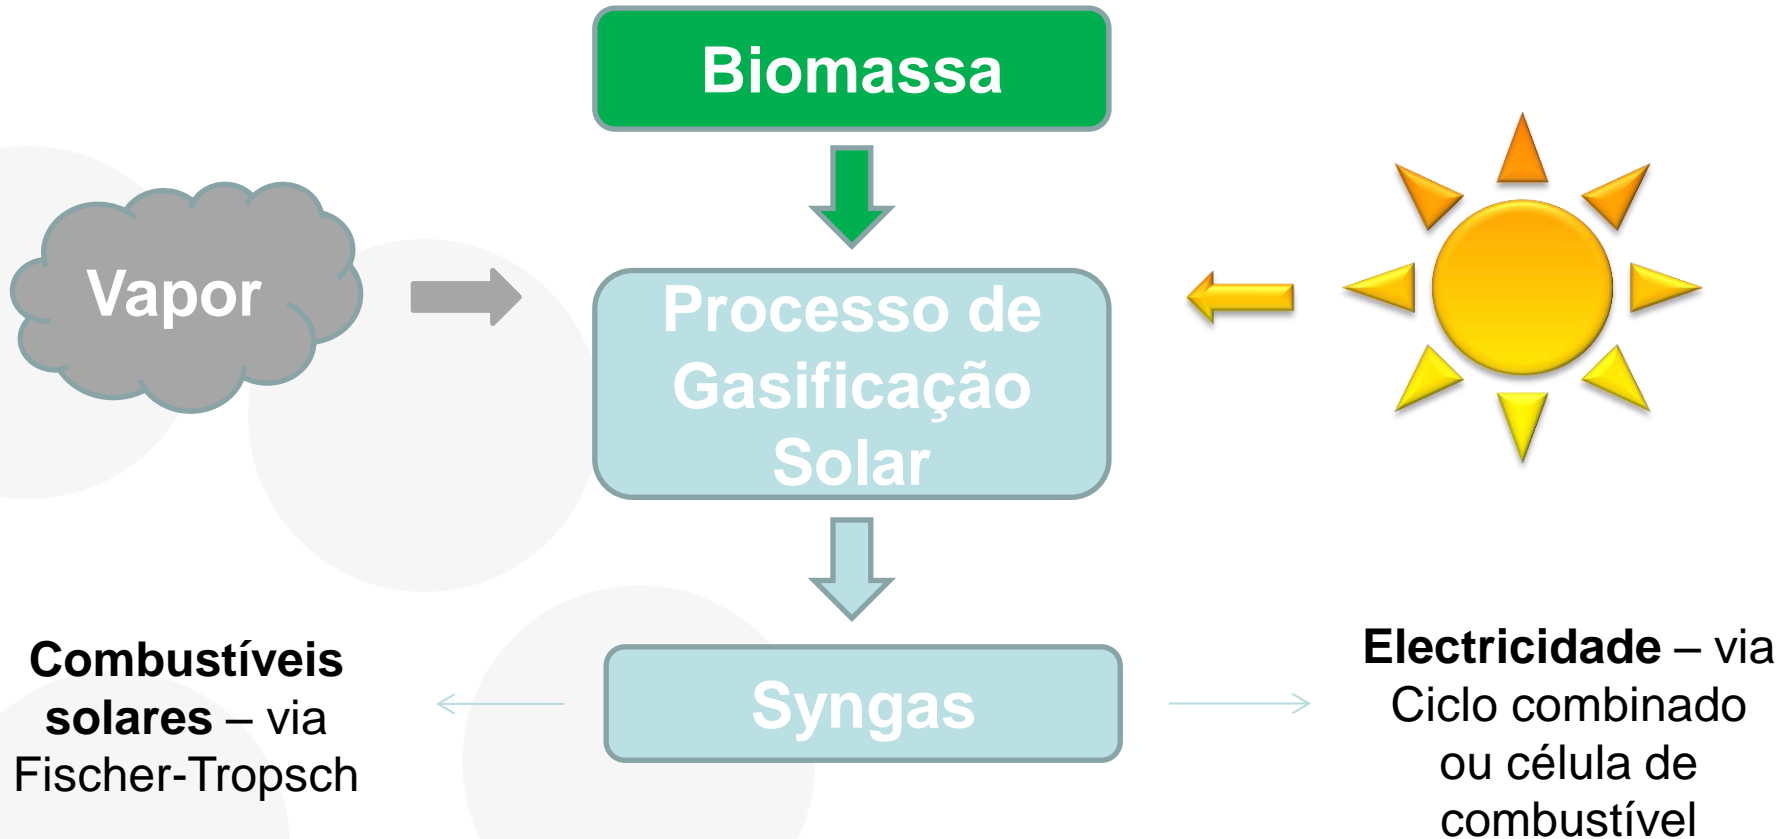 Biomassa
Vapor
Processo de
Gasificação
Solar
Combustíveis
solares – via
Fischer-Tropsch
Syngas
Electricidade – via
Ciclo combinado
ou célula de
combustível